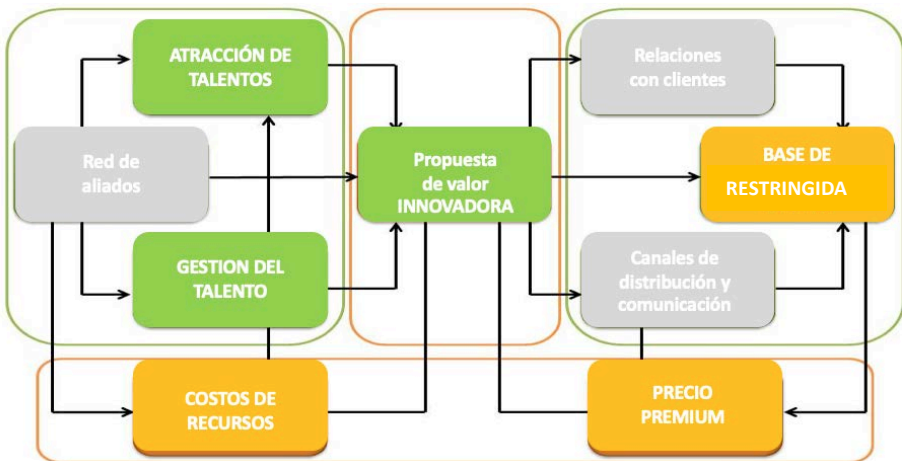 ATRACCIÓN DE
TALENTOS
Relaciones
con clientes
Red de
aliados
Propuesta
de valor
INNOVADORA
BASE DE
RESTRINGIDA
GESTION DEL
TALENTO
Canales de
distribución y
comunicación
COSTOS DE
RECURSOS
PRECIO
PREMIUM